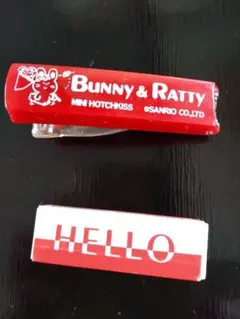 BUNNY & RATTY
MINI HOTCHKISS ©SANRIO CO.,LTD
HELLO